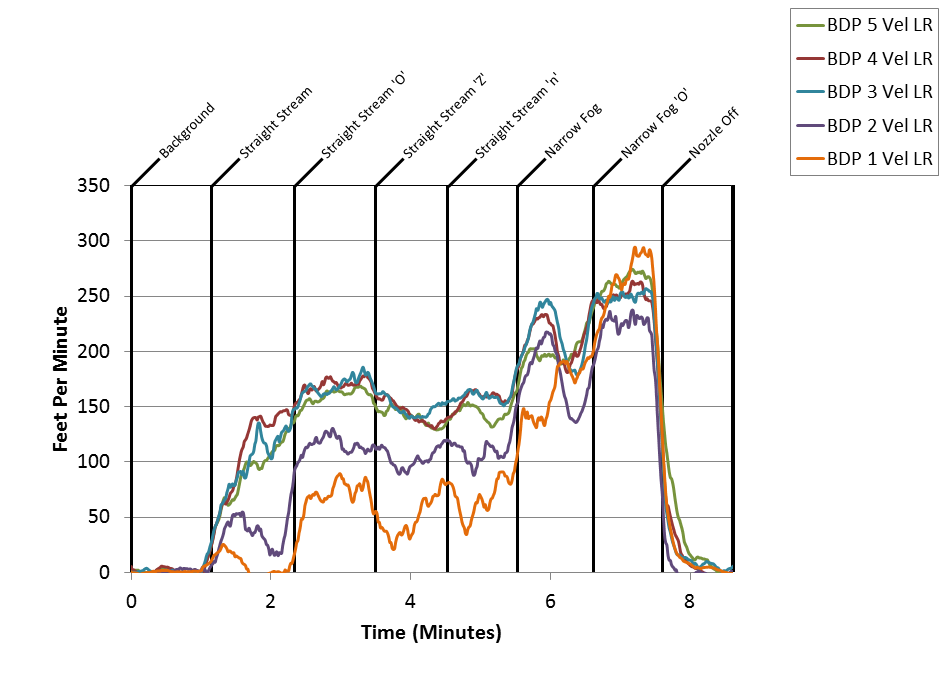 BDP 5 Vel LR
BDP 4 Vel LR
BDP 3 Vel LR
BDP 2 Vel LR
BDP 1 Vel LR
Background
Straight Stream
Straight Stream 'O'
Straight Stream 'Z'
Straight Stream 'n'
Narrow Fog
Narrow Fog 'O'
Nozzle Off
350
300
250
200
150
100
50
0
Feet Per Minute
0 2 4 6 8
Time (Minutes)